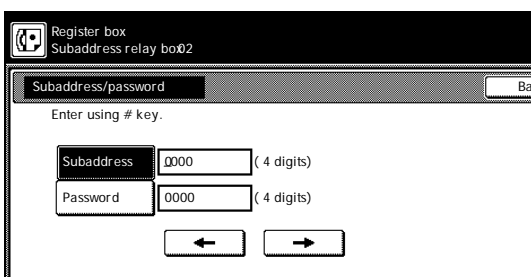 Register box
Subaddress relay box02
Subaddress/password
Ba
Enter using # key.
Subaddress 0000 ( 4 digits)
Password 0000 ( 4 digits)